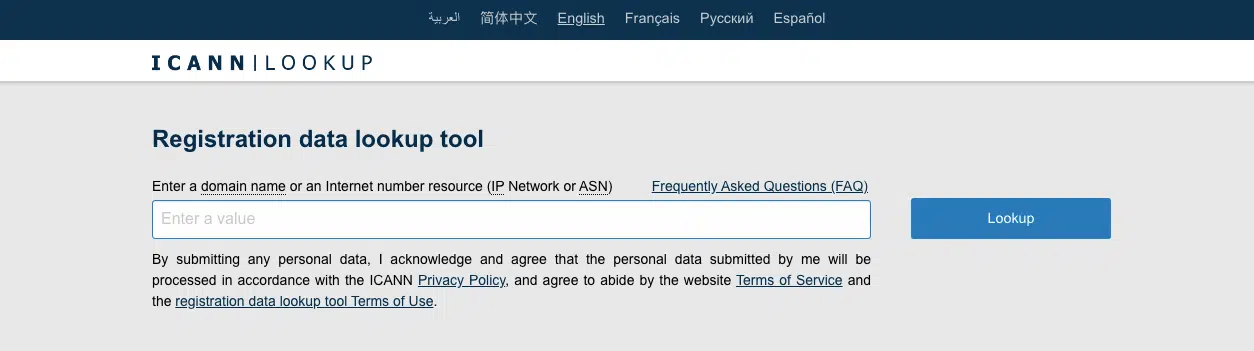 العربية 简体中文 English Français Русский Español
ICANN|LOOKUP
Registration data lookup tool
Enter a domain name or an Internet number resource (IP Network or ASN) Frequently Asked Questions (FAQ)
Enter a value Lookup
By submitting any personal data, I acknowledge and agree that the personal data submitted by me will be
processed in accordance with the ICANN Privacy Policy, and agree to abide by the website Terms of Service and
the registration data lookup tool Terms of Use.